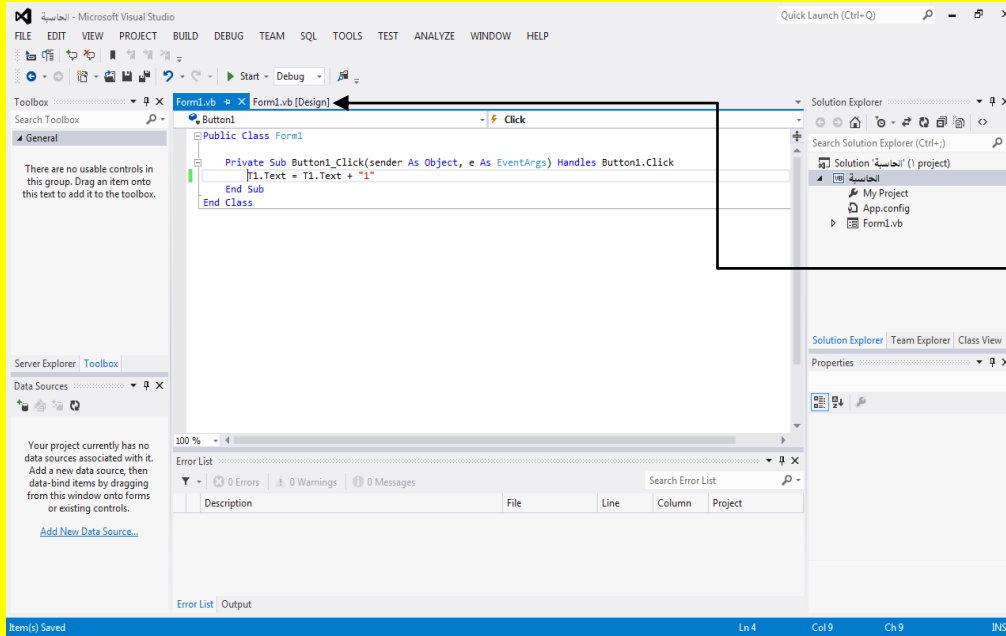 الحاسبة - Microsoft Visual Studio
Quick Launch (Ctrl+Q)
FILE EDIT VIEW PROJECT BUILD DEBUG TEAM SQL TOOLS TEST ANALYZE WINDOW HELP
Start Debug
Toolbox
Search Toolbox
General
There are no usable controls in
this group. Drag an item onto
this text to add it to the toolbox.
Server Explorer Toolbox
Data Sources
Your project currently has no
data sources associated with it.
Add a new data source, then
data-bind items by dragging
from this window onto forms
or existing controls.
Add New Data Source...
Form1.vb Form1.vb [Design]
Button1 Click
Public Class Form1
Private Sub Button1_Click(sender As Object, e As EventArgs) Handles Button1.Click
T1.Text = T1.Text + "1"
End Sub
End Class
100 %
Error List
0 Errors 0 Warnings 0 Messages
Search Error List
Description File Line Column Project
Error List Output
Solution Explorer
Search Solution Explorer (Ctrl+;)
Solution 'الحاسبة' (١ project)
الحاسبة
My Project
App.config
Form1.vb
Solution Explorer Team Explorer Class View
Properties
Item(s) Saved Ln 4 Col 9 Ch 9 INS